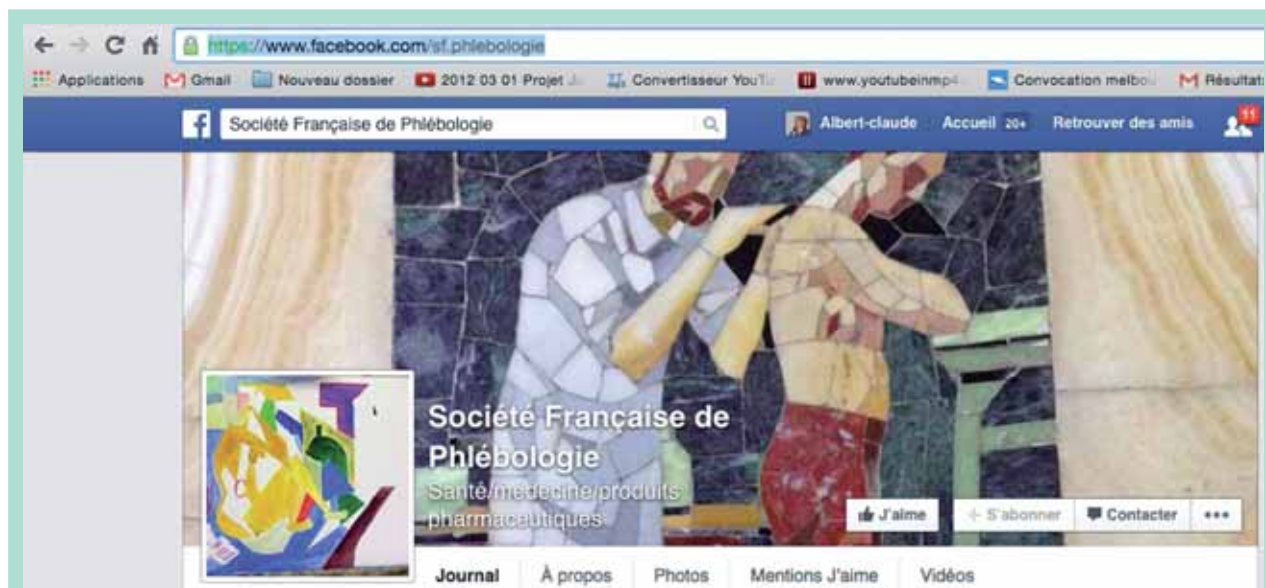 https://www.facebook.com/sf.phlebologie
Applications Gmail Nouveau dossier 2012 03 01 Projet Convertisseur YouTu www.youtubeinmp4 Convocation melbou Résultats
Société Française de Phlébologie Albert-claude Accueil 20+ Retrouver des amis 11
Société Française de
Phlébologie
Santé/médecine/produits
pharmaceutiques
J'aime + S'abonner Contacter
Journal À propos Photos Mentions J'aime Vidéos